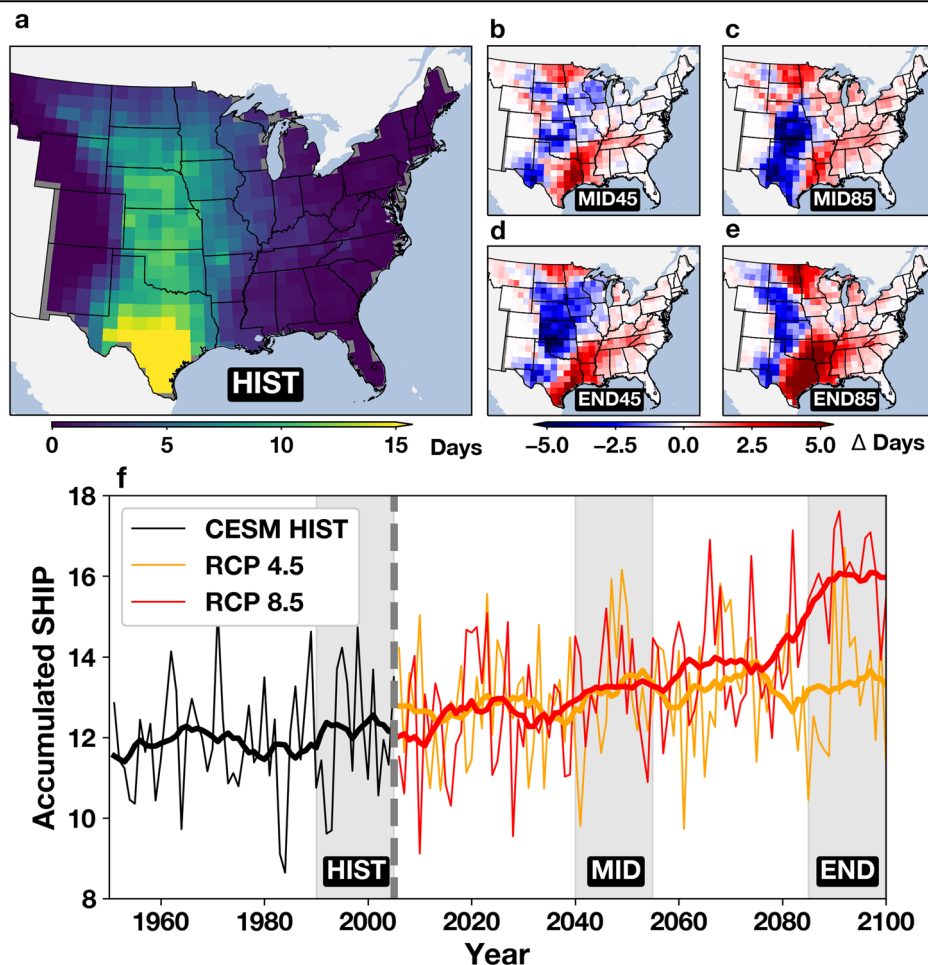 a
b
c
HIST
MID45
MID85
d
e
END45
END85
0 5 10 15 Days
−5.0 −2.5 0.0 2.5 5.0 Δ Days
f
18
16
14
12
10
8
Accumulated SHIP
CESM HIST
RCP 4.5
RCP 8.5
HIST MID END
1960 1980 2000 2020 2040 2060 2080 2100
Year